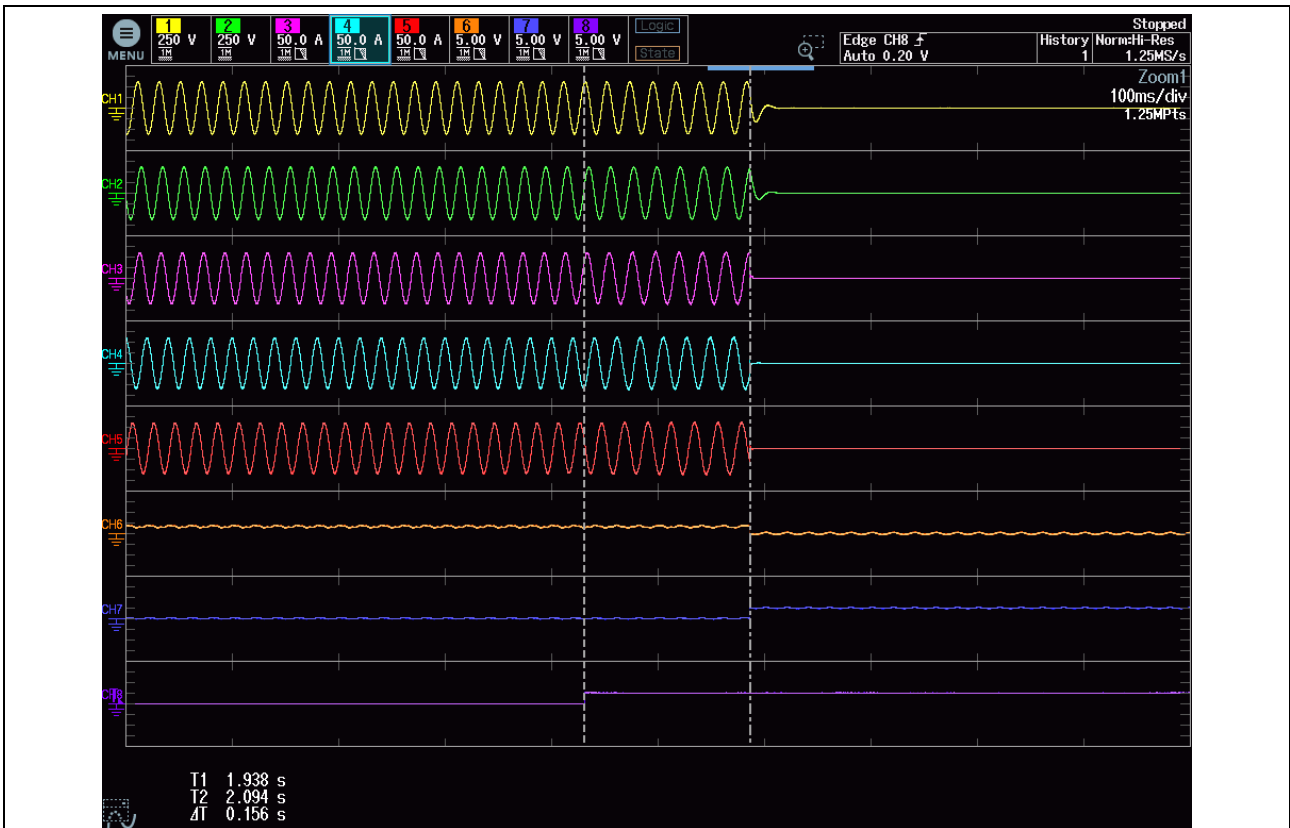 MENU
1 250 V 1M
2 250 V 1M
3 50.0 A 1M
4 50.0 A 1M
5 50.0 A 1M
6 5.00 V 1M
7 5.00 V 1M
8 5.00 V 1M
Logic
State
Edge CH8
Auto 0.20 V
Stopped
History 1
Norm:Hi-Res
1.25MS/s
Zoom1
100ms/div
1.25MPts
CH1
CH2
CH3
CH4
CH5
CH6
CH7
T1 1.938 s
T2 2.094 s
ΔT 0.156 s